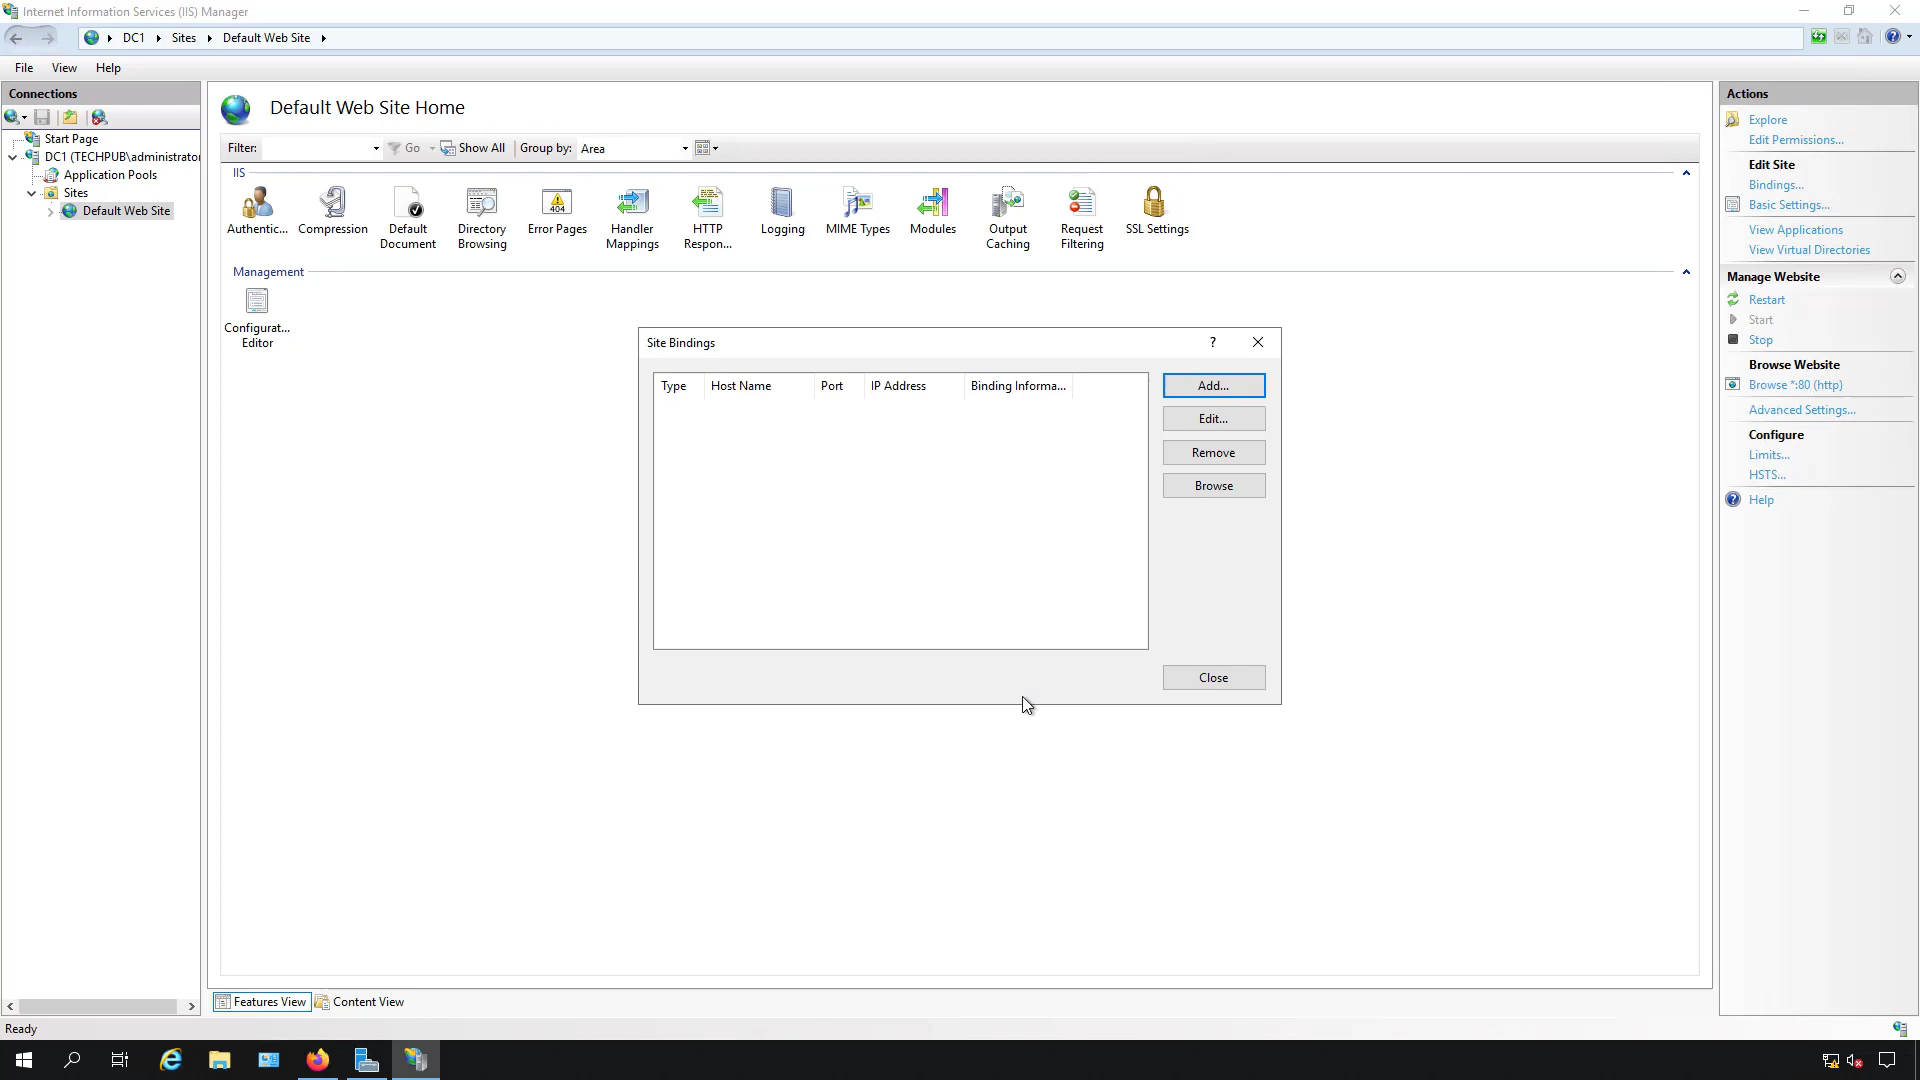 Internet Information Services (IIS) Manager
DC1
Sites
Default Web Site
File
View
Help
Connections
Start Page
DC1 (TECHPUB\administrator
Application Pools
Sites
Default Web Site
Default Web Site Home
Filter:
Go
Show All
Group by:
Area
IIS
Authentic...
Compression
Default
Document
Directory
Browsing
Error Pages
Handler
Mappings
HTTP
Respon...
Logging
MIME Types
Modules
Output
Caching
Request
Filtering
SSL Settings
Management
Configurat...
Editor
Site Bindings
?
Type
Host Name
Port
IP Address
Binding Informa...
Add...
Edit...
Remove
Browse
Close
Features View
Content View
Actions
Explore
Edit Permissions...
Edit Site
Bindings...
Basic Settings...
View Applications
View Virtual Directories
Manage Website
Restart
Start
Stop
Browse Website
Browse *:80 (http)
Advanced Settings...
Configure
Limits...
HSTS...
Help
Ready